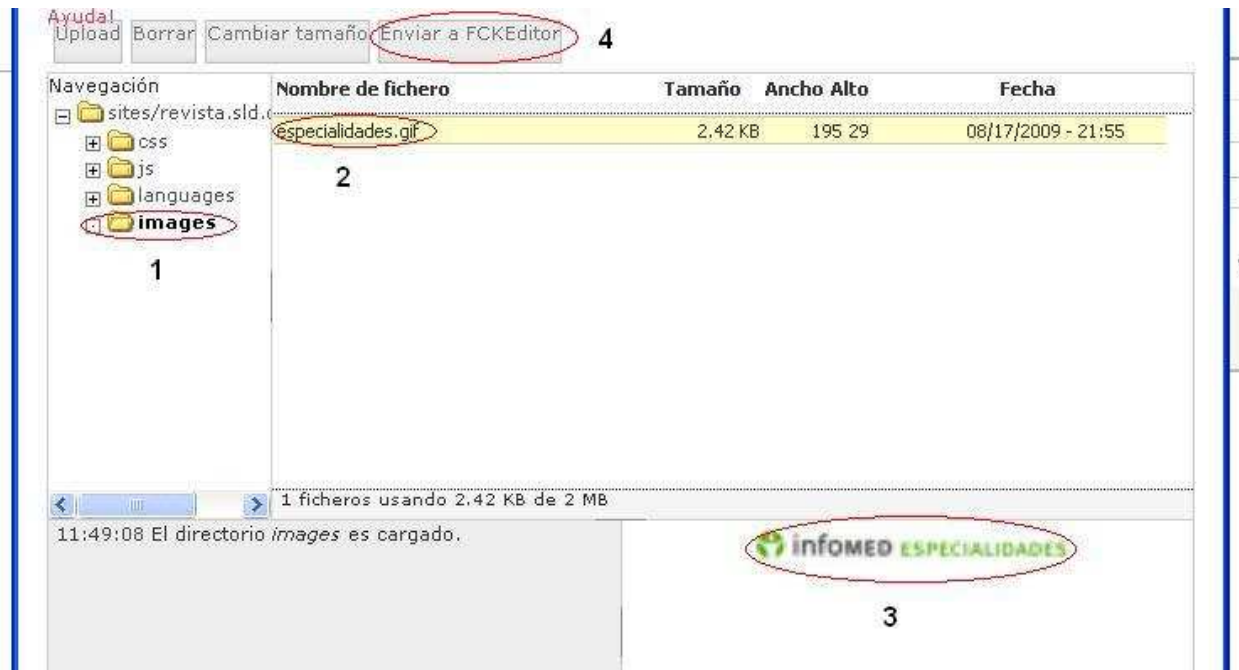 Ayuda!
Upload Borrar Cambiar tamaño Enviar a FCKEditor 4
Navegación
sites/revista.sld.c
css
js
languages
images
1
Nombre de fichero Tamaño Ancho Alto Fecha
especialidades.gif 2.42 KB 195 29 08/17/2009 - 21:55
2
1 ficheros usando 2.42 KB de 2 MB
11:49:08 El directorio images es cargado.
infomed ESPECIALIDADES
3